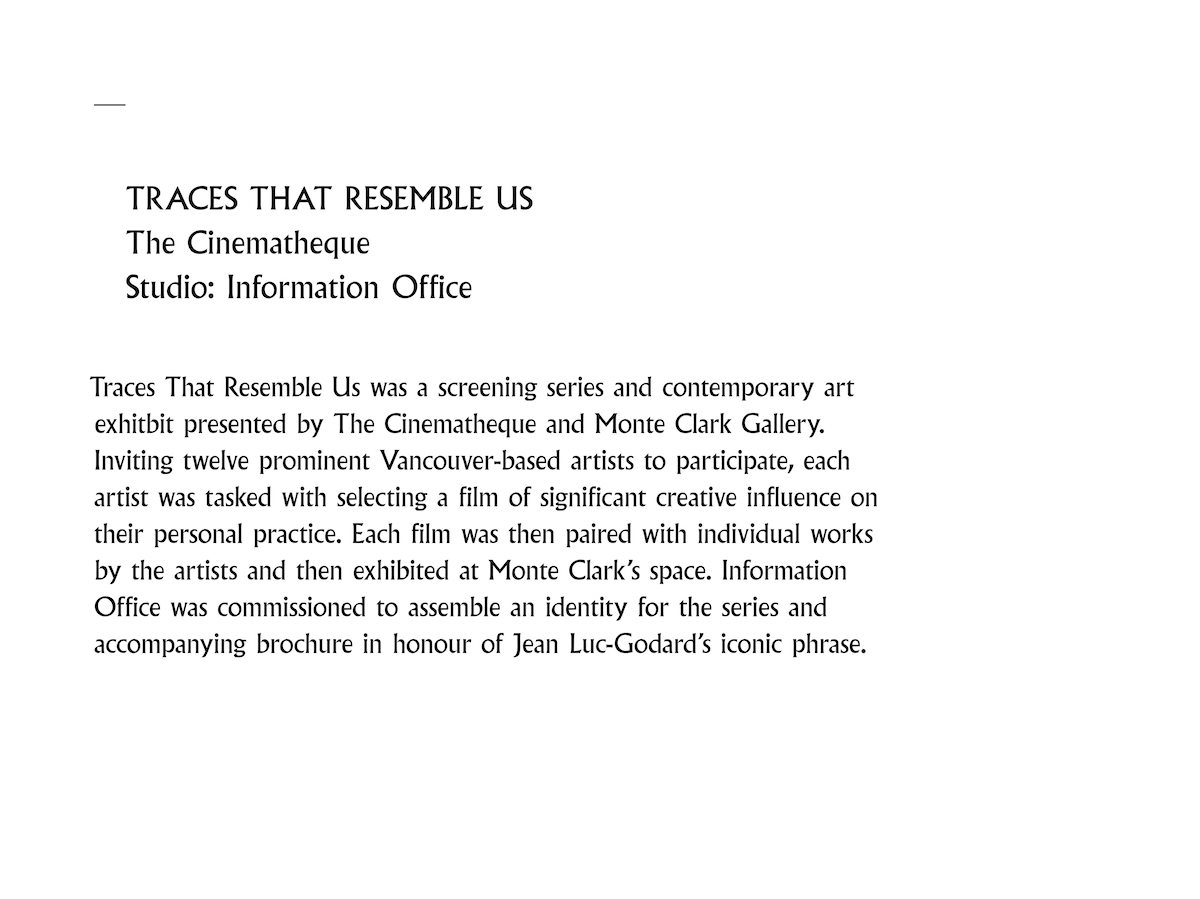 TRACES THAT RESEMBLE US
The Cinematheque
Studio: Information Office
Traces That Resemble Us was a screening series and contemporary art
exhitbit presented by The Cinematheque and Monte Clark Gallery.
Inviting twelve prominent Vancouver-based artists to participate, each
artist was tasked with selecting a film of significant creative influence on
their personal practice. Each film was then paired with individual works
by the artists and then exhibited at Monte Clark’s space. Information
Office was commissioned to assemble an identity for the series and
accompanying brochure in honour of Jean Luc-Godard’s iconic phrase.